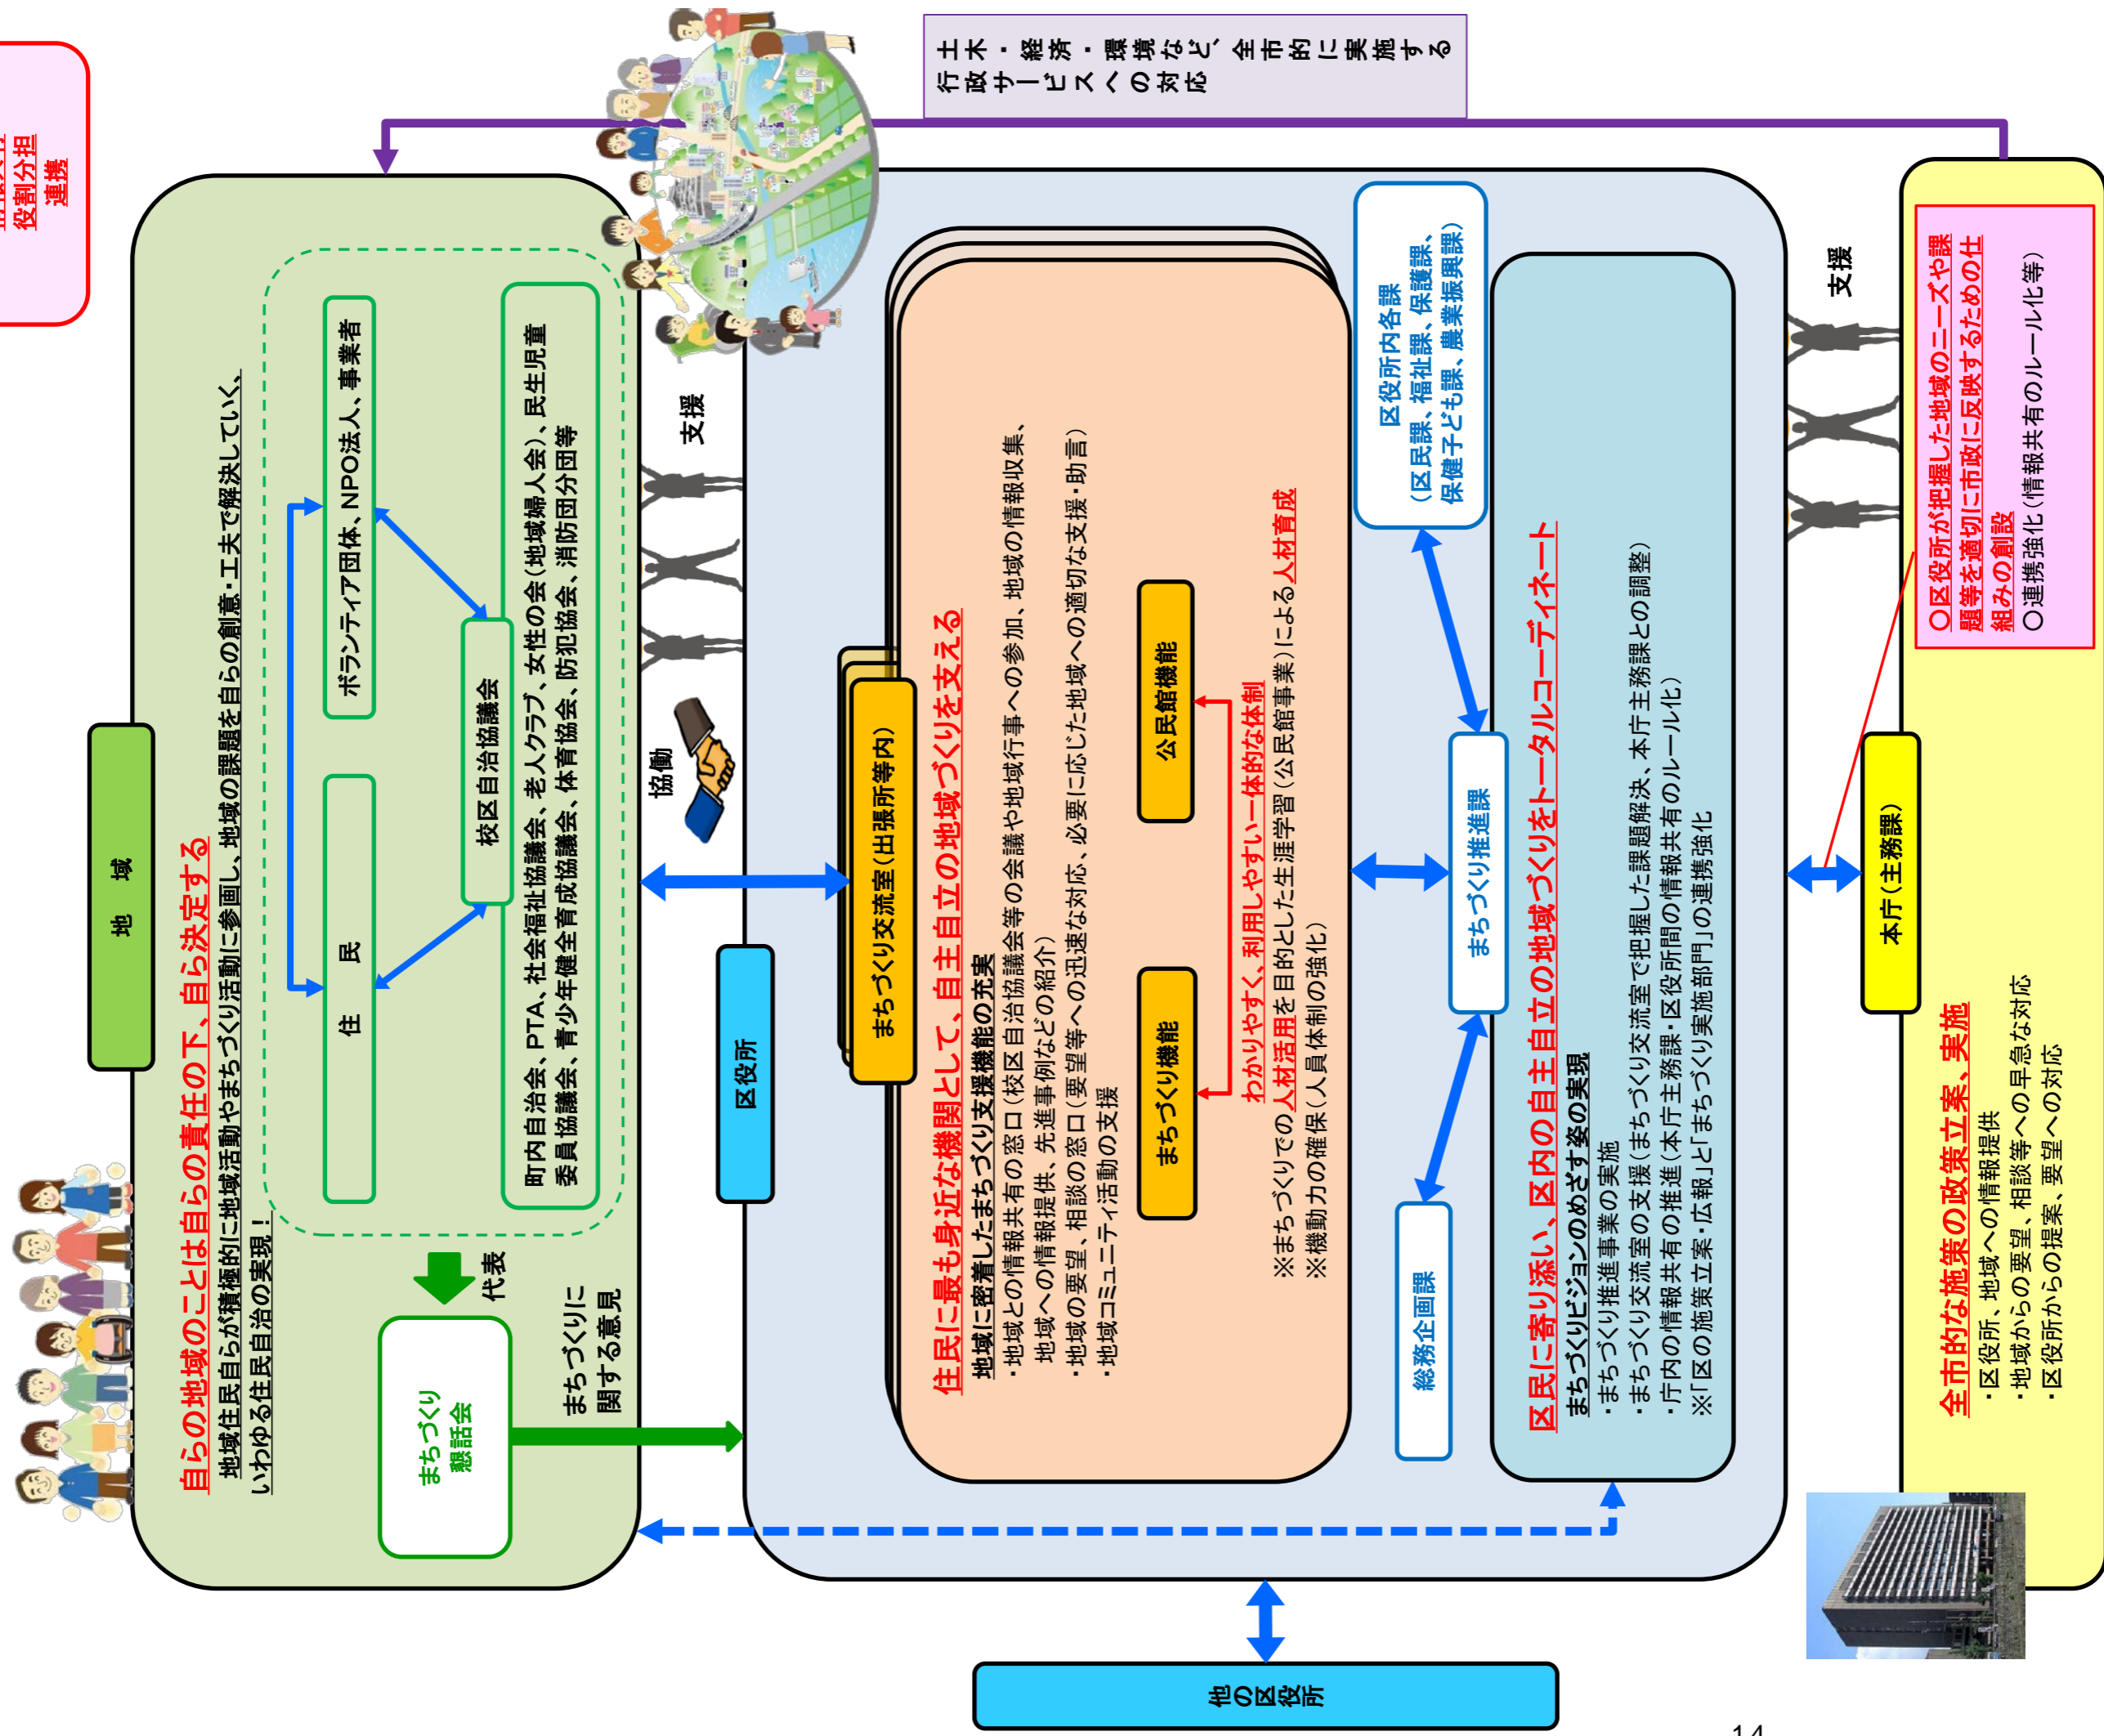 役割分担
連携
地　域
自らの地域のことは自らの責任の下、自ら決定する
地域住民自らが積極的に地域活動やまちづくり活動に参画し、地域の課題を自らの創意・工夫で解決していく、
いわゆる住民自治の実現！
住　民
ボランティア団体、NPO法人、事業者
校区自治協議会
町内自治会、PTA、社会福祉協議会、老人クラブ、女性の会(地域婦人会)、民生児童
委員協議会、青少年健全育成協議会、体育協会、防犯協会、消防団分団等
代表
まちづくり
懇話会
まちづくりに
関する意見
協働
支援
土木・経済・環境など、全市的に実施する
行政サービスへの対応
区役所
まちづくり交流室(出張所等内)
住民に最も身近な機関として、自主自立の地域づくりを支える
地域に密着したまちづくり支援機能の充実
・地域との情報共有の窓口(校区自治協議会等の会議や地域行事への参加、地域の情報収集、
地域への情報提供、先進事例などの紹介)
・地域の要望、相談の窓口(要望等への迅速な対応、必要に応じた地域への適切な支援・助言)
・地域コミュニティ活動の支援
まちづくり機能
公民館機能
わかりやすく、利用しやすい一体的な体制
※まちづくりでの人材活用を目的とした生涯学習(公民館事業)による人材育成
※機動力の確保(人員体制の強化)
総務企画課
まちづくり推進課
区役所内各課
(区民課、福祉課、保護課、
保健子ども課、農業振興課)
区民に寄り添い、区内の自主自立の地域づくりをトータルコーディネート
まちづくりビジョンのめざす姿の実現
・まちづくり推進事業の実施
・まちづくり交流室の支援(まちづくり交流室で把握した課題解決、本庁主務課との調整)
・庁内の情報共有の推進(本庁主務課・区役所間の情報共有のルール化)
※「区の施策立案・広報」と「まちづくり実施部門」の連携強化
他の区役所
支援
本庁(主務課)
全市的な施策の政策立案、実施
・区役所、地域への情報提供
・地域からの要望、相談等への早急な対応
・区役所からの提案、要望への対応
○区役所が把握した地域のニーズや課
題等を適切に市政に反映するための仕
組みの創設
○連携強化(情報共有のルール化等)